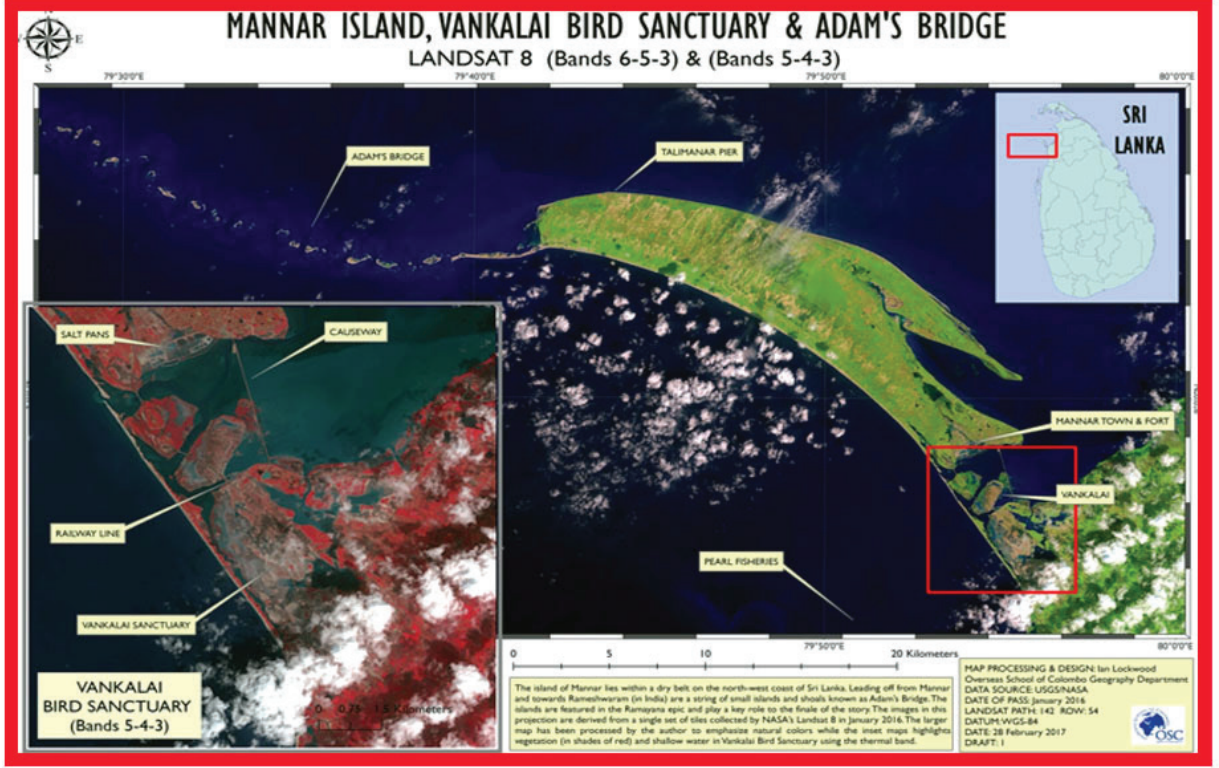 MANNAR ISLAND, VANKALAI BIRD SANCTUARY & ADAM'S BRIDGE
LANDSAT 8 (Bands 6-5-3) & (Bands 5-4-3)
N
E
S
79°30'0"E
79°40'0"E
79°50'0"E
80°0'0"E
SRI
LANKA
ADAM'S BRIDGE
TALIMANAR PIER
SALT PANS
CAUSEWAY
MANNAR TOWN & FORT
VANKALAI
RAILWAY LINE
PEARL FISHERIES
VANKALAI SANCTUARY
79°50'0"E
80°0'0"E
VANKALAI
BIRD SANCTUARY
(Bands 5-4-3)
0 0.75 1.5 Kilometers
0 5 10 20 Kilometers
The island of Mannar lies within a dry belt on the north-west coast of Sri Lanka. Leading off from Mannar
and towards Rameshwaram (in India) are a string of small islands and shoals known as Adam's Bridge. The
islands are featured in the Ramayana epic and play a key role to the finale of the story. The images in this
projection are derived from a single set of tiles collected by NASA's Landsat 8 in January 2016. The larger
map has been processed by the author to emphasize natural colors while the inset maps highlights
vegetation (in shades of red) and shallow water in Vankalai Bird Sanctuary using the thermal band.
MAP PROCESSING & DESIGN: Ian Lockwood
Overseas School of Colombo Geography Department
DATA SOURCE: USGS/NASA
DATE OF PASS: January 2016
LANDSAT PATH: 142 ROW: 54
DATUM: WGS-84
DATE: 28 February 2017
DRAFT: 1
OSC